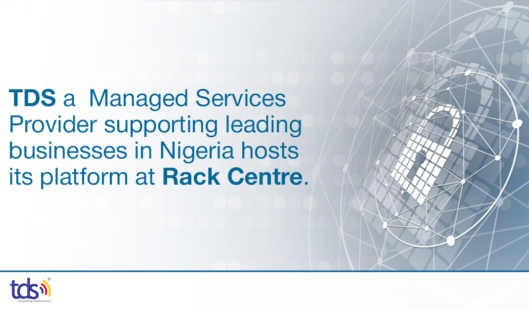 TDS a Managed Services
Provider supporting leading
businesses in Nigeria hosts
its platform at Rack Centre.
tds